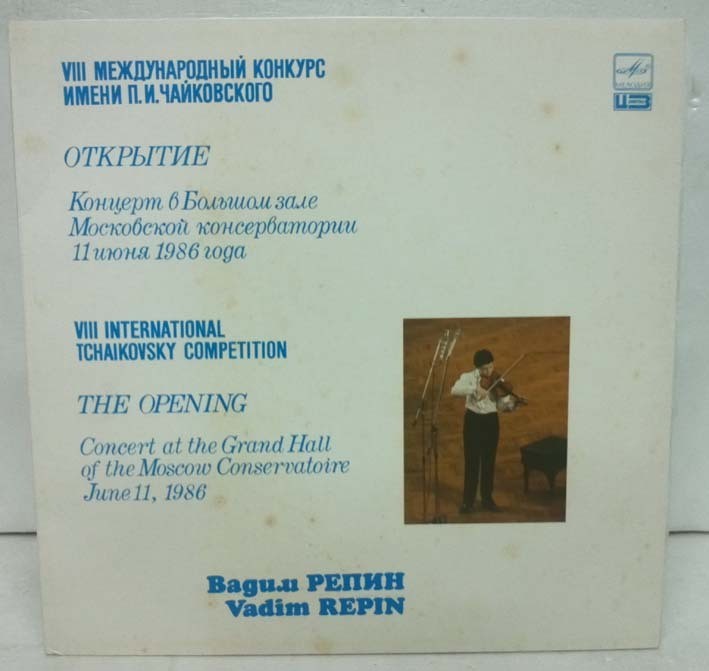 VIII МЕЖДУНАРОДНЫЙ КОНКУРС
ИМЕНИ П.И.ЧАЙКОВСКОГО
МЕЛОДИЯ
ОТКРЫТИЕ
Концерт в Большом зале
Московской консерватории
11 июня 1986 года
VIII INTERNATIONAL
TCHAIKOVSKY COMPETITION
THE OPENING
Concert at the Grand Hall
of the Moscow Conservatoire
June 11, 1986
Вадим РЕПИН
Vadim REPIN